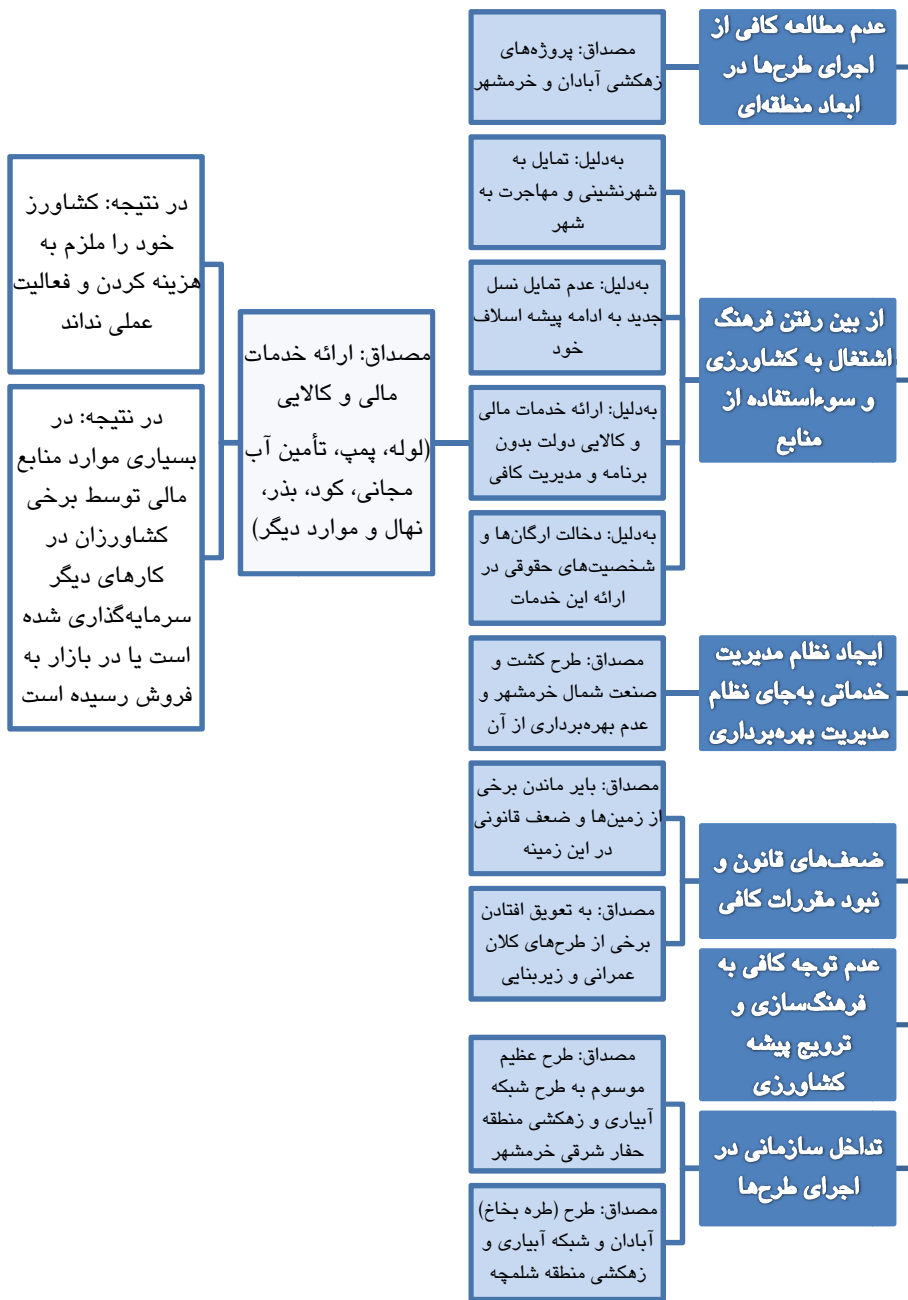 عدم مطالعه کافی از
اجرای طرح‌ها در
ابعاد منطقه‌ای
مصداق: پروژه‌های
زهکشی آبادان و خرمشهر
از بین رفتن فرهنگ
اشتغال به کشاورزی
و سوءاستفاده از
منابع
به‌دلیل: تمایل به
شهرنشینی و مهاجرت به
شهر
به‌دلیل: عدم تمایل نسل
جدید به ادامه پیشه اسلاف
خود
به‌دلیل: ارائه خدمات مالی
و کالایی دولت بدون
برنامه و مدیریت کافی
مصداق: ارائه خدمات
مالی و کالایی
(لوله، پمپ، تأمین آب
مجانی، کود، بذر،
نهال و موارد دیگر)
در نتیجه: کشاورز
خود را ملزم به
هزینه کردن و فعالیت
عملی نداند
در نتیجه: در
بسیاری موارد منابع
مالی توسط برخی
کشاورزان در
کارهای دیگر
سرمایه‌گذاری شده
است یا در بازار به
فروش رسیده است
به‌دلیل: دخالت ارگان‌ها و
شخصیت‌های حقوقی در
ارائه این خدمات
ایجاد نظام مدیریت
خدماتی به‌جای نظام
مدیریت بهره‌برداری
مصداق: طرح کشت و
صنعت شمال خرمشهر و
عدم بهره‌برداری از آن
ضعف‌های قانون و
نبود مقررات کافی
مصداق: بایر ماندن برخی
از زمین‌ها و ضعف قانونی
در این زمینه
مصداق: به تعویق افتادن
برخی از طرح‌های کلان
عمرانی و زیربنایی
عدم توجه کافی به
فرهنگ‌سازی و
ترویج پیشه
کشاورزی
تداخل سازمانی در
اجرای طرح‌ها
مصداق: طرح عظیم
موسوم به طرح شبکه
آبیاری و زهکشی منطقه
حفار شرقی خرمشهر
مصداق: طرح (طره بخاخ)
آبادان و شبکه آبیاری و
زهکشی منطقه شلمچه